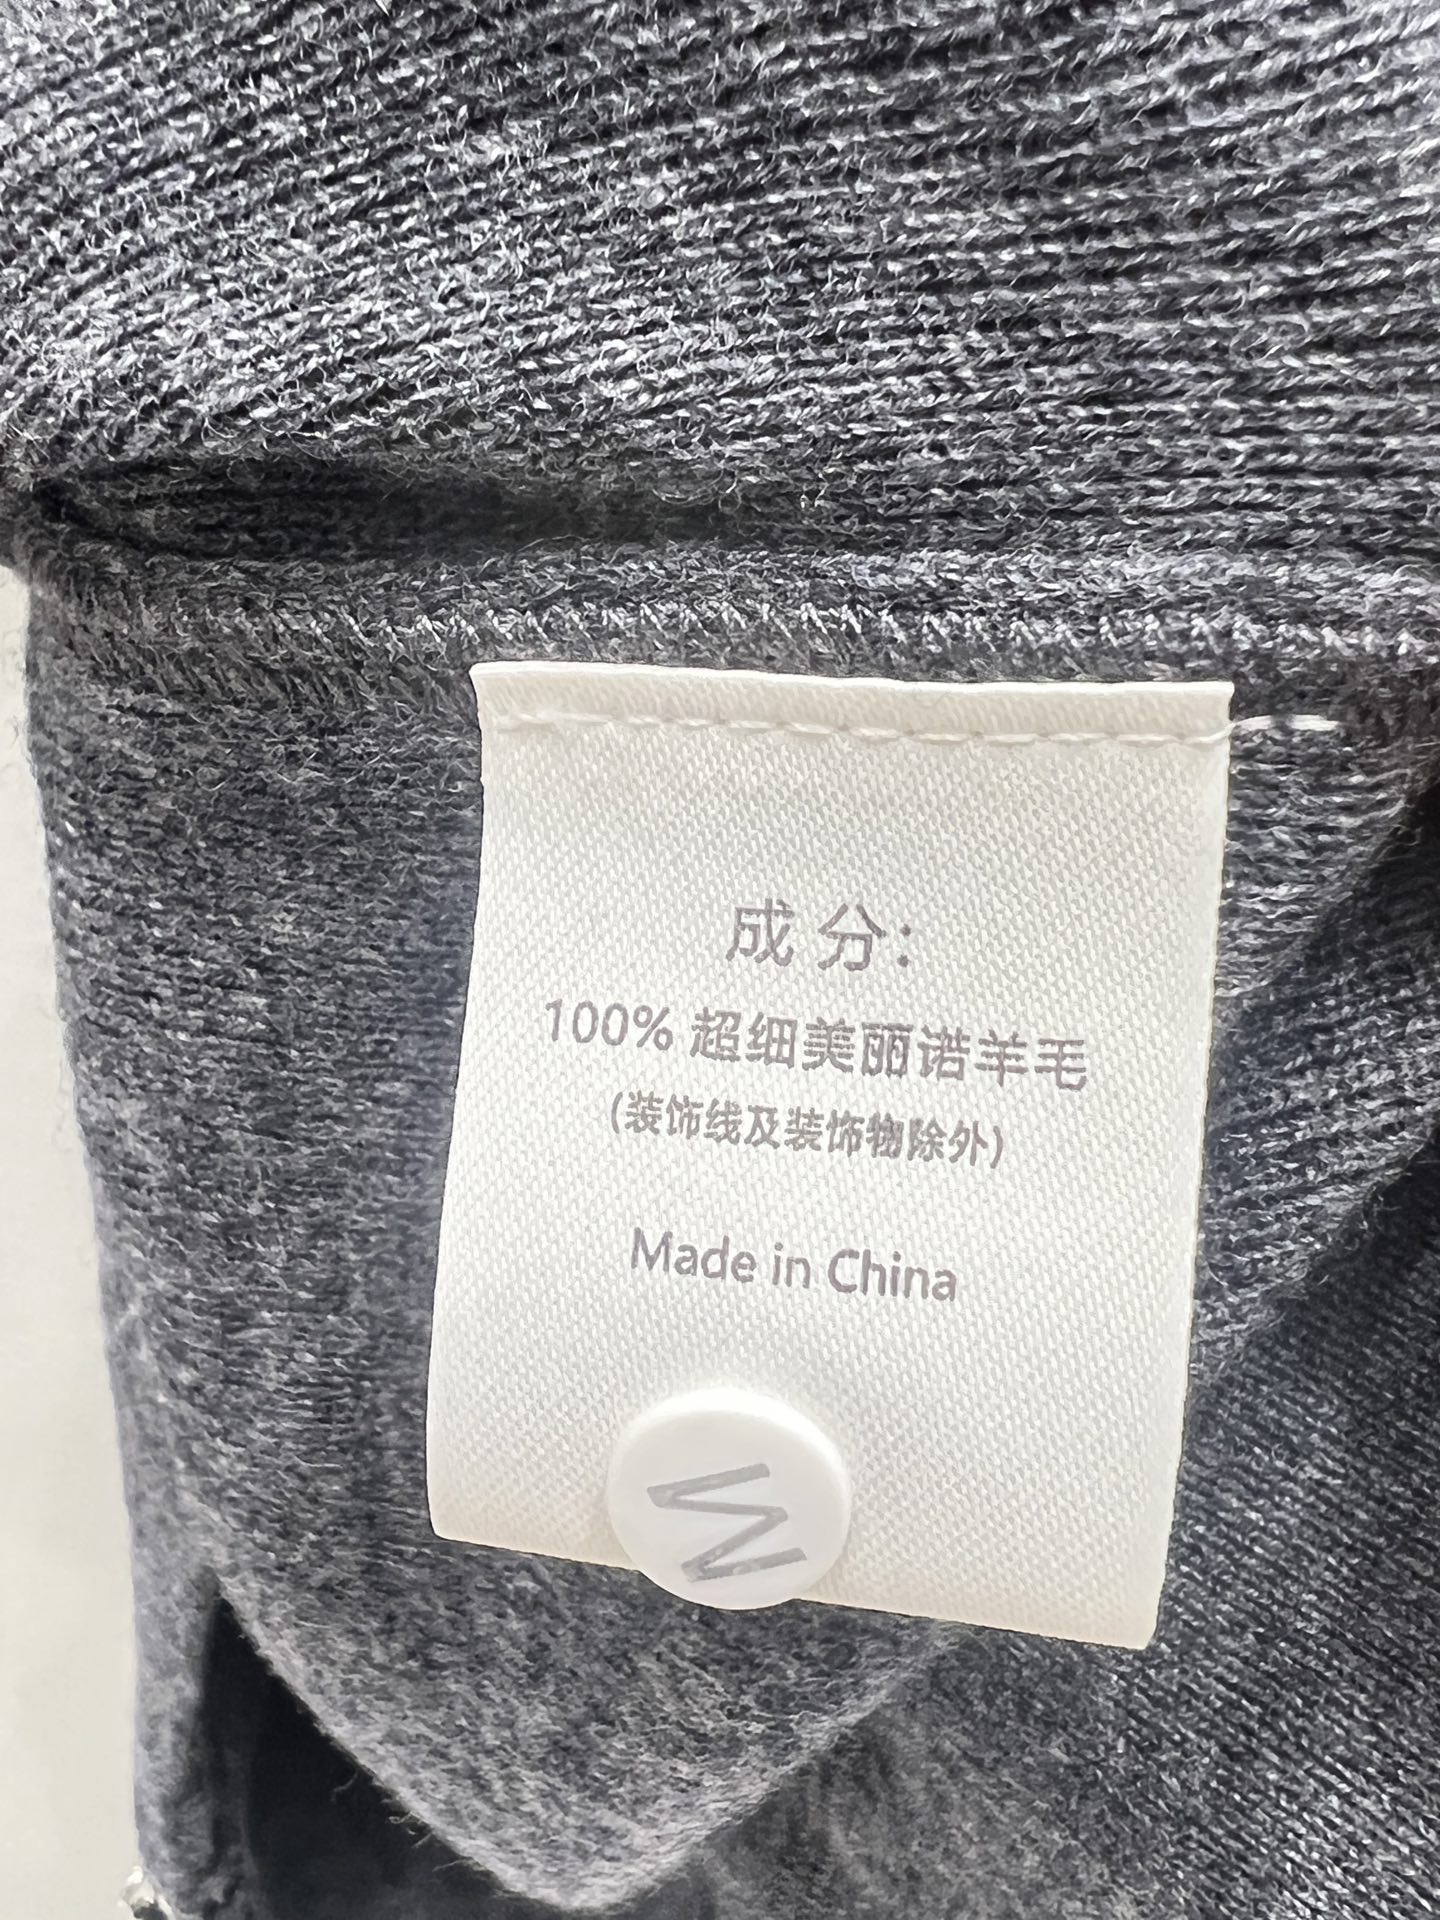 成分：
100% 超细美丽诺羊毛
(装饰线及装饰物除外)
Made in China
M